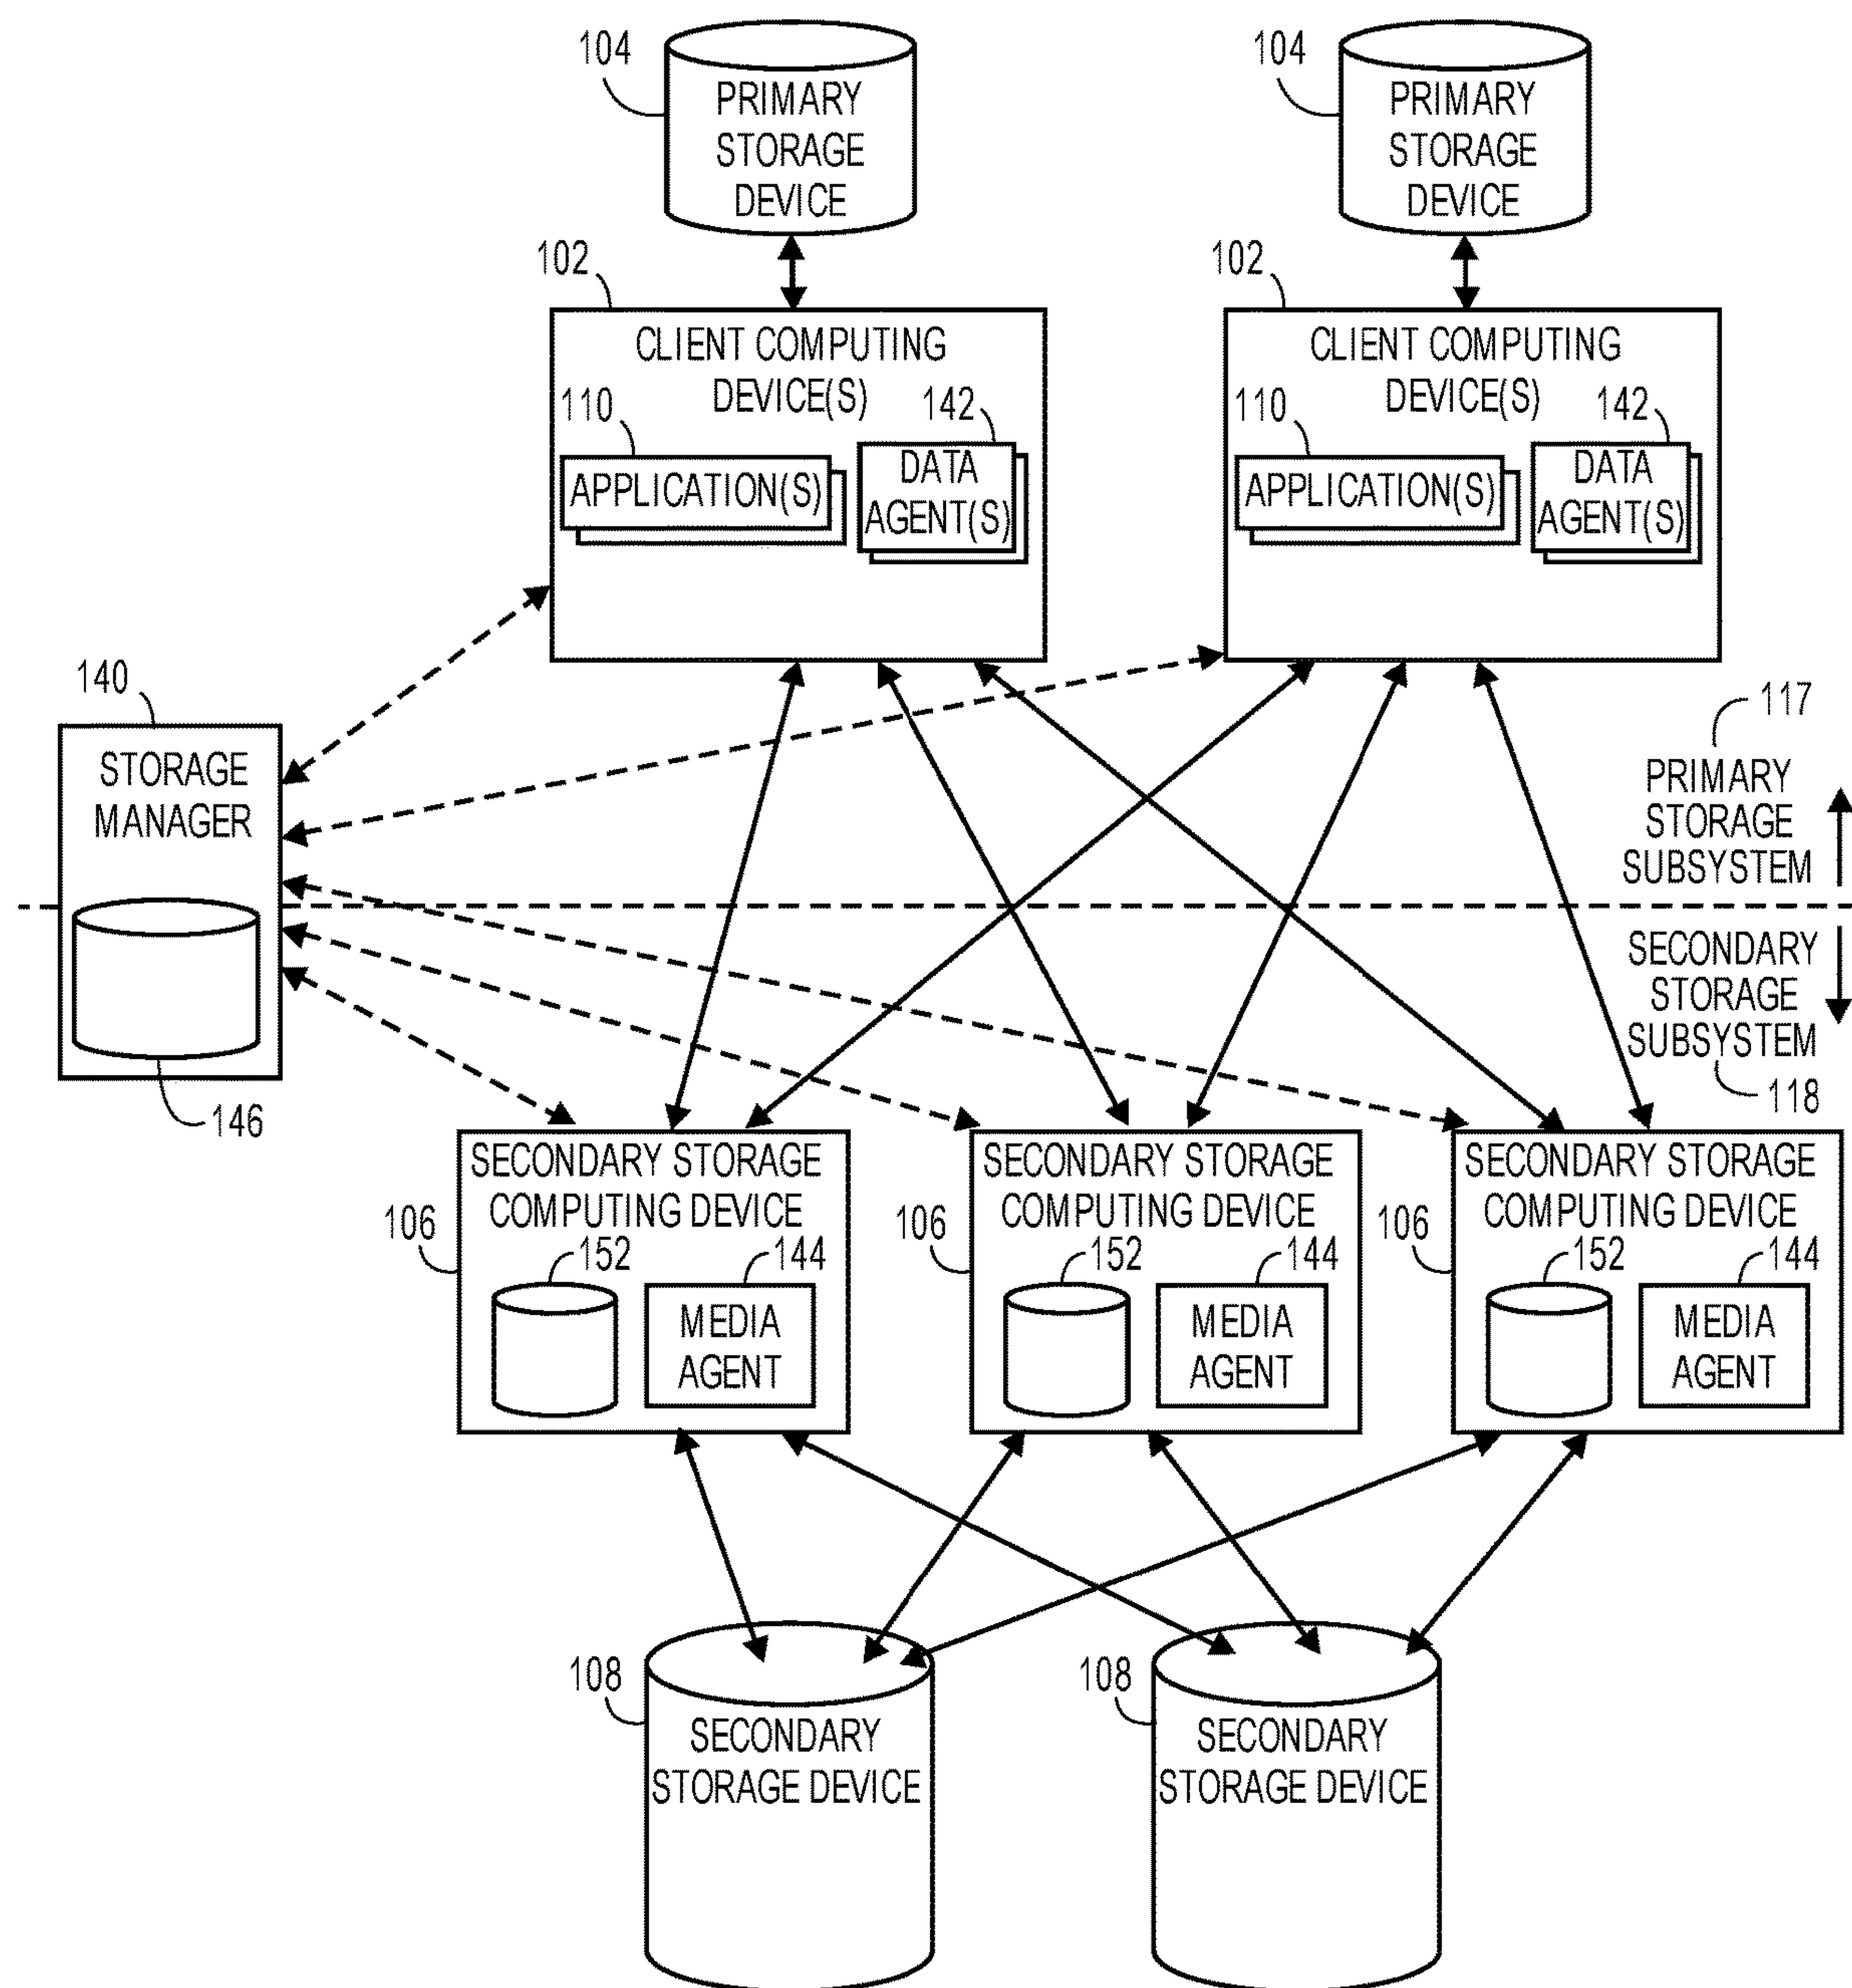 104
PRIMARY
STORAGE
DEVICE
104
PRIMARY
STORAGE
DEVICE
102
CLIENT COMPUTING
DEVICE(S)
110
142
APPLICATION(S)
DATA
AGENT(S)
102
CLIENT COMPUTING
DEVICE(S)
110
142
APPLICATION(S)
DATA
AGENT(S)
140
STORAGE
MANAGER
146
117
PRIMARY
STORAGE
SUBSYSTEM
SECONDARY
STORAGE
SUBSYSTEM
118
SECONDARY STORAGE
COMPUTING DEVICE
106
152
144
MEDIA
AGENT
SECONDARY STORAGE
COMPUTING DEVICE
106
152
144
MEDIA
AGENT
SECONDARY STORAGE
COMPUTING DEVICE
106
152
144
MEDIA
AGENT
108
SECONDARY
STORAGE DEVICE
108
SECONDARY
STORAGE DEVICE